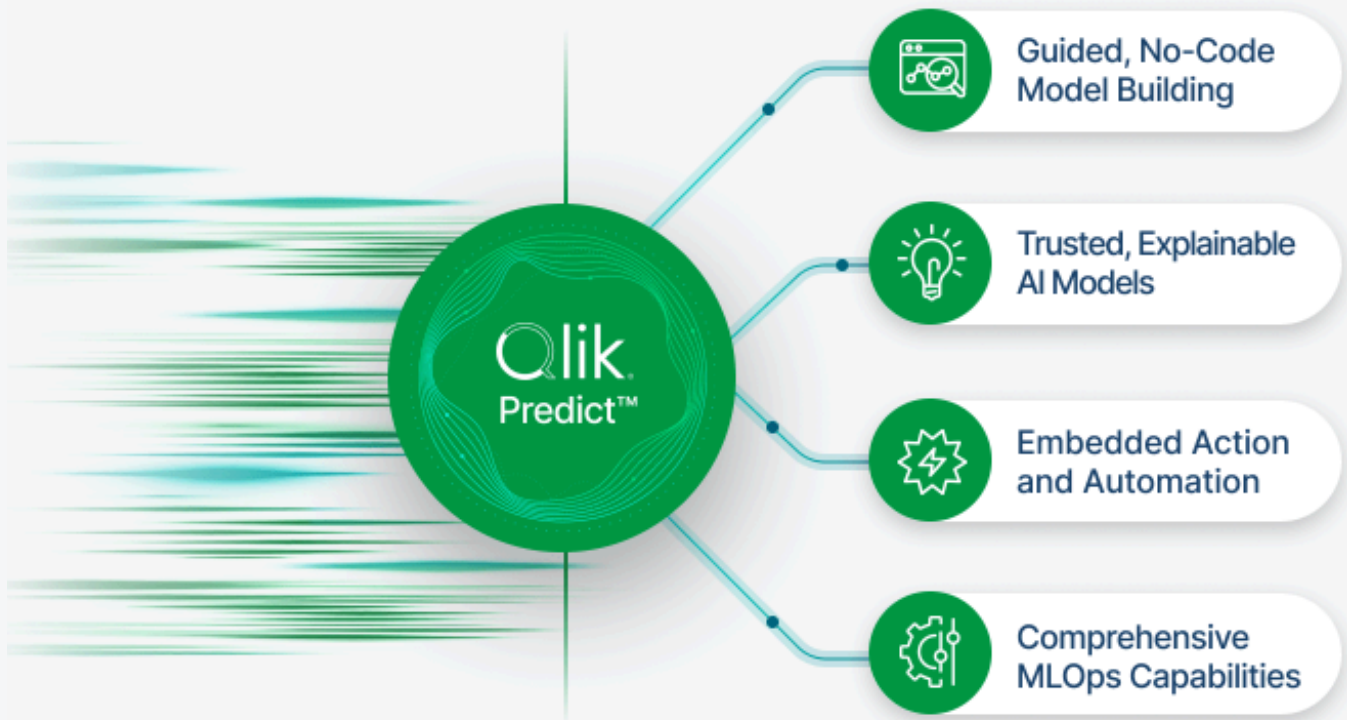 Qlik
Predict™
Guided, No-Code
Model Building
Trusted, Explainable
AI Models
Embedded Action
and Automation
Comprehensive
MLOps Capabilities